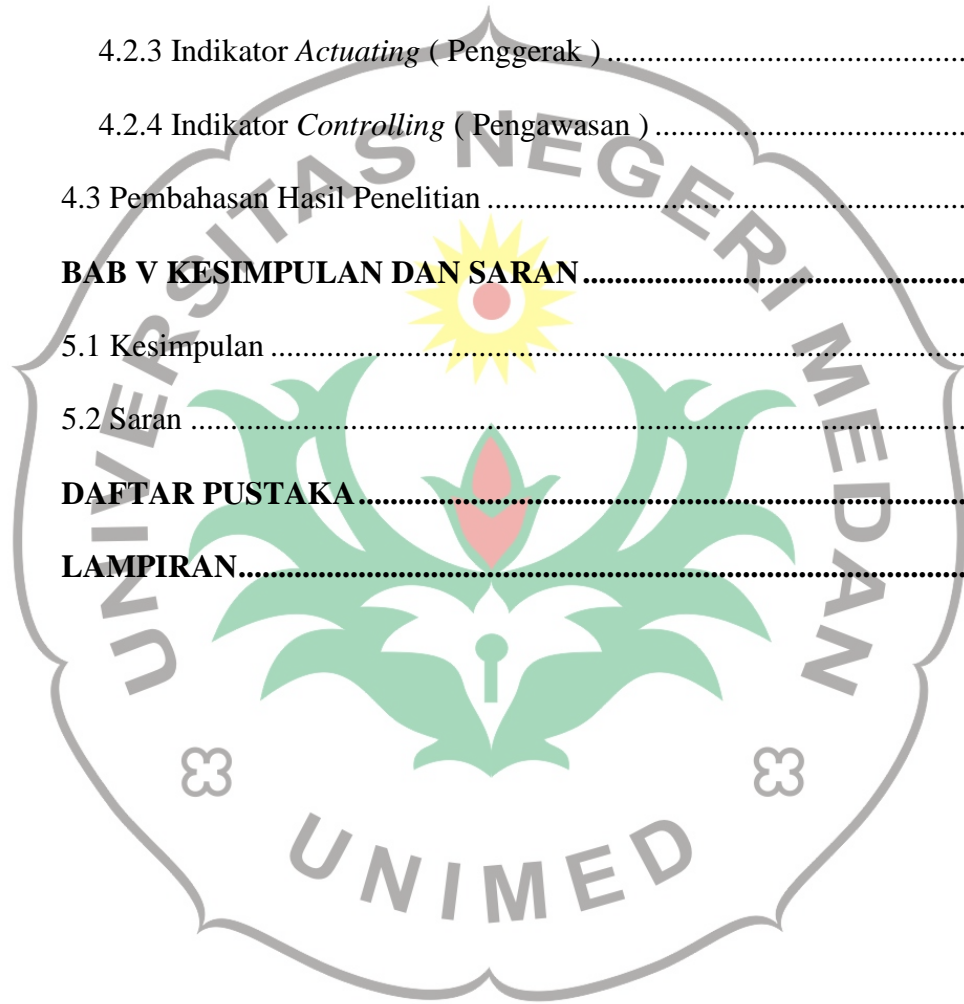 4.2.3 Indikator Actuating ( Penggerak ) ............................................
4.2.4 Indikator Controlling ( Pengawasan ) ......................................
4.3 Pembahasan Hasil Penelitian ...........................................................
BAB V KESIMPULAN DAN SARAN ..............................................
5.1 Kesimpulan ......................................................................................
5.2 Saran ................................................................................................
DAFTAR PUSTAKA ...........................................................................
LAMPIRAN...........................................................................................
UNIVERSITAS NEGERI MEDAN
UNIMED